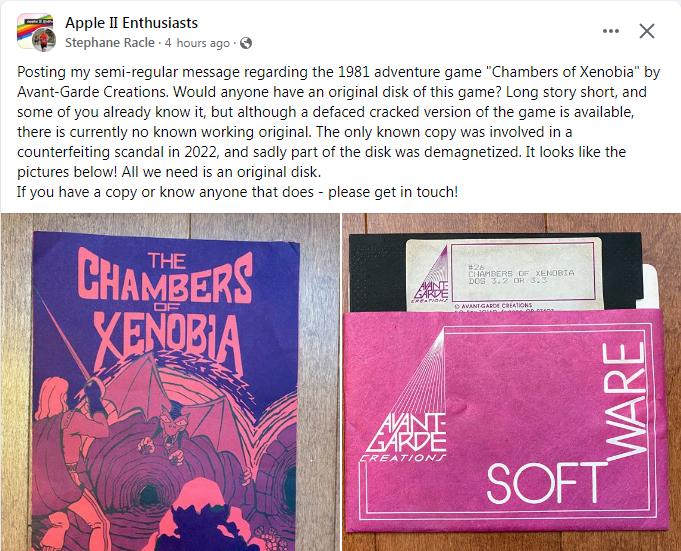 Apple II Enthusiasts
Stephane Racle · 4 hours ago ·
Posting my semi-regular message regarding the 1981 adventure game "Chambers of Xenobia" by
Avant-Garde Creations. Would anyone have an original disk of this game? Long story short, and
some of you already know it, but although a defaced cracked version of the game is available,
there is currently no known working original. The only known copy was involved in a
counterfeiting scandal in 2022, and sadly part of the disk was demagnetized. It looks like the
pictures below! All we need is an original disk.
If you have a copy or know anyone that does - please get in touch!
THE
CHAMBERS
OF
XENOBIA
AVANT-
GARDE
CREATIONS
#26
CHAMBERS OF XENOBIA
DOS 3.2 OR 3.3
© AVANT-GARDE CREATIONS
AVANT-
GARDE
CREATIONS
SOFT
WARE